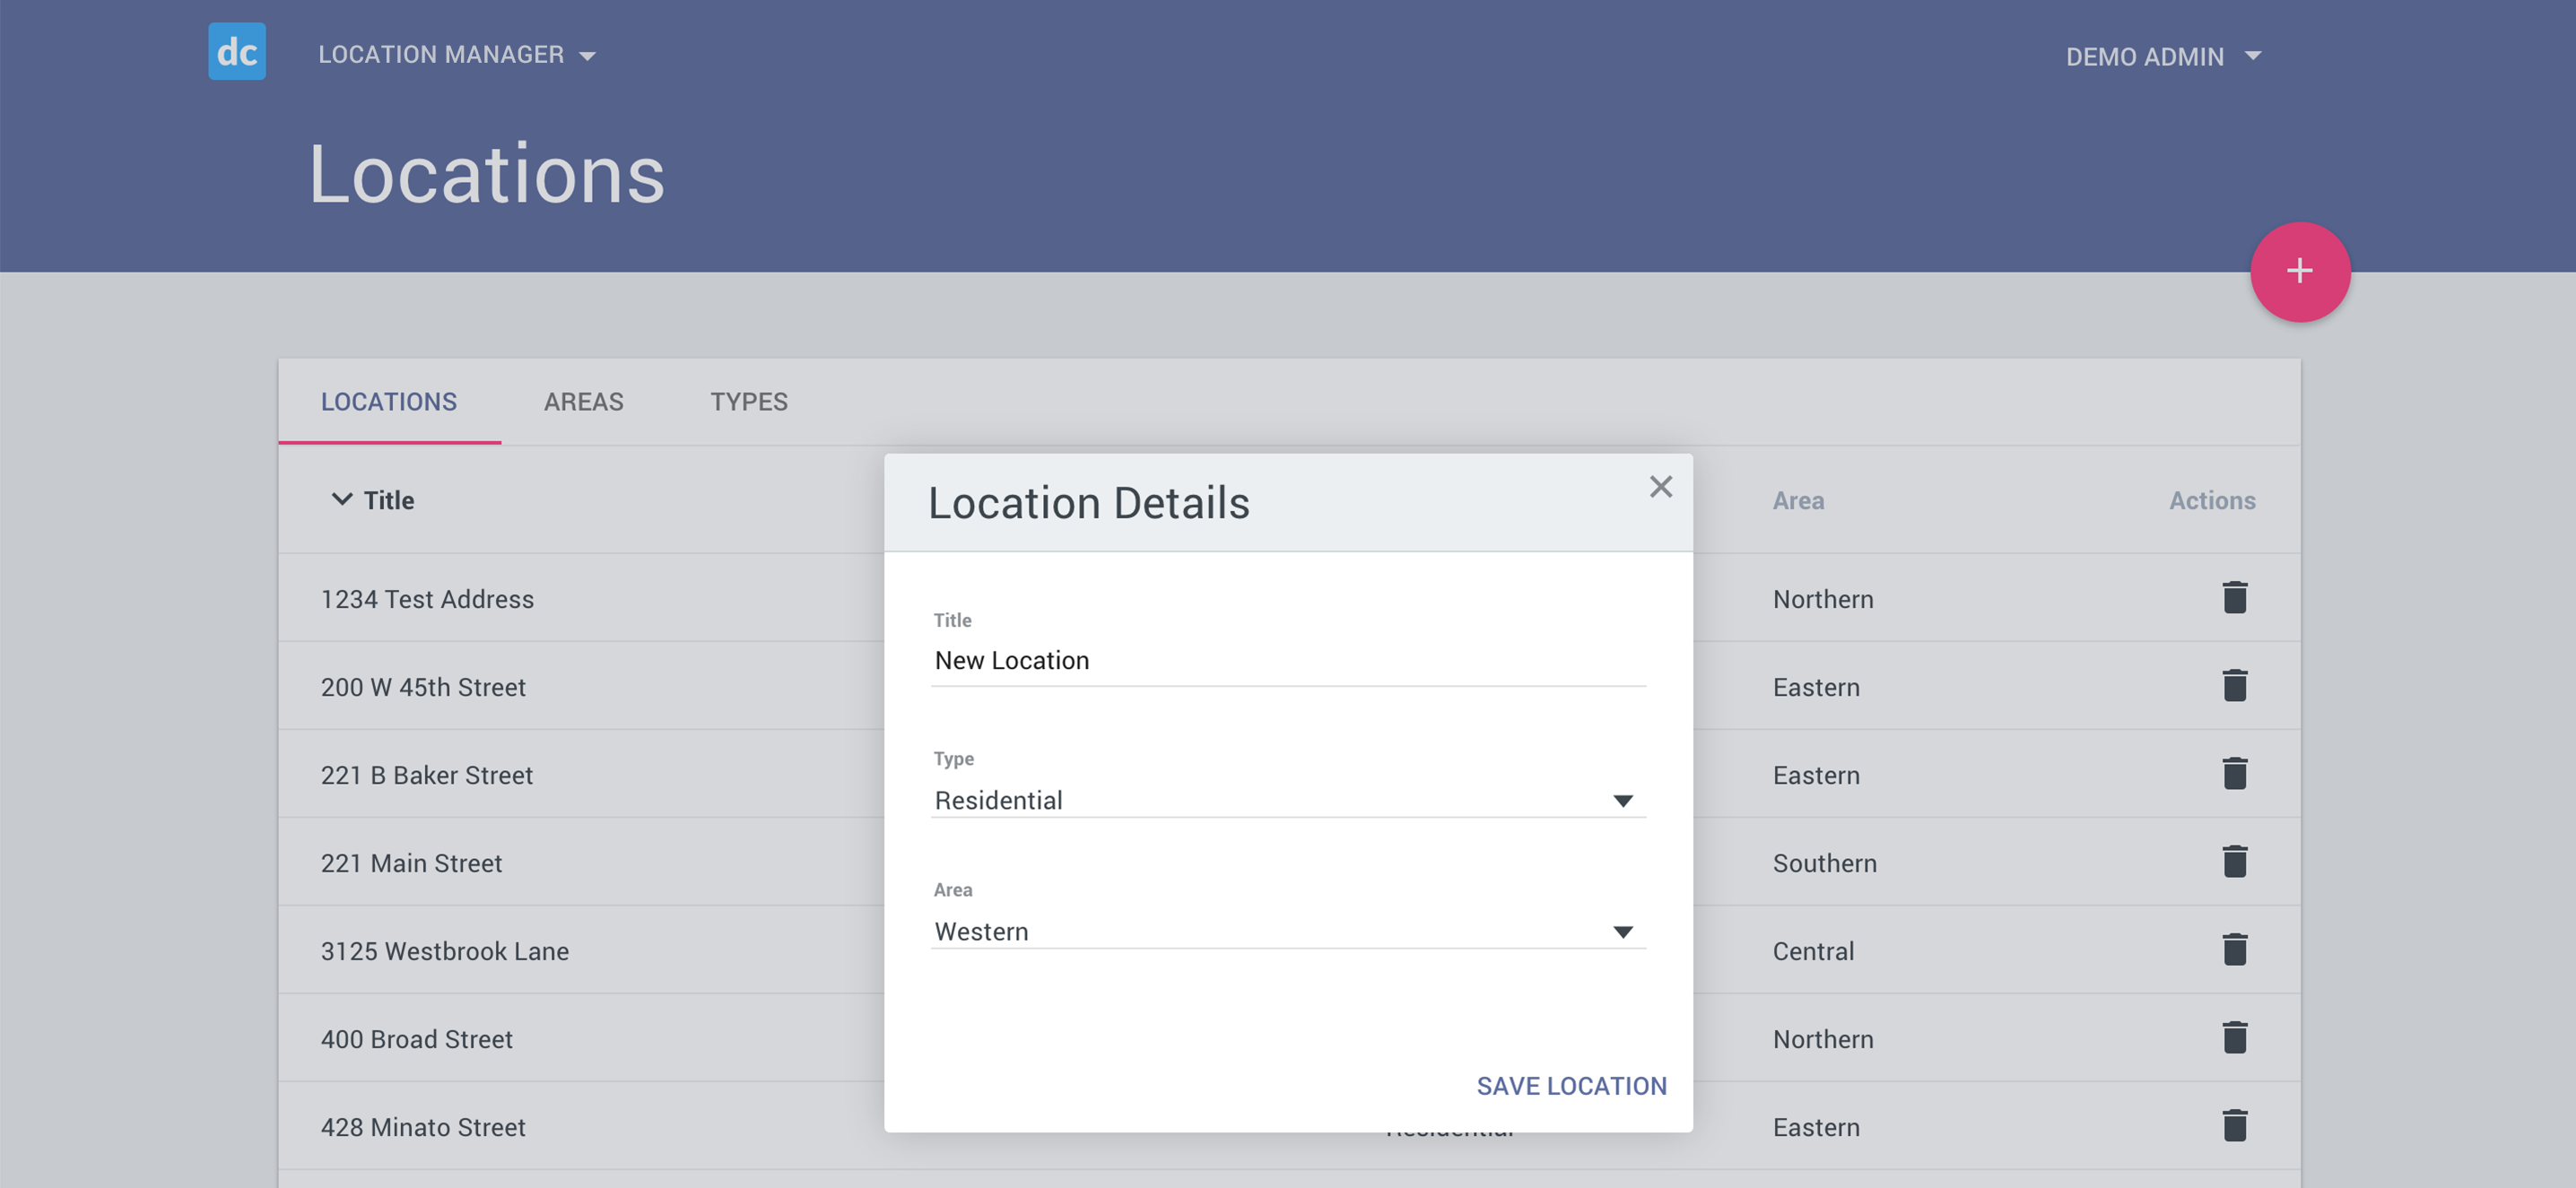 dc
LOCATION MANAGER
DEMO ADMIN
Locations
+
LOCATIONS AREAS TYPES
Title
Area
Actions
1234 Test Address
Northern
200 W 45th Street
Eastern
221 B Baker Street
Eastern
221 Main Street
Southern
3125 Westbrook Lane
Central
400 Broad Street
Northern
428 Minato Street
Residential
Eastern
Location Details
Title
New Location
Type
Residential
Area
Western
SAVE LOCATION